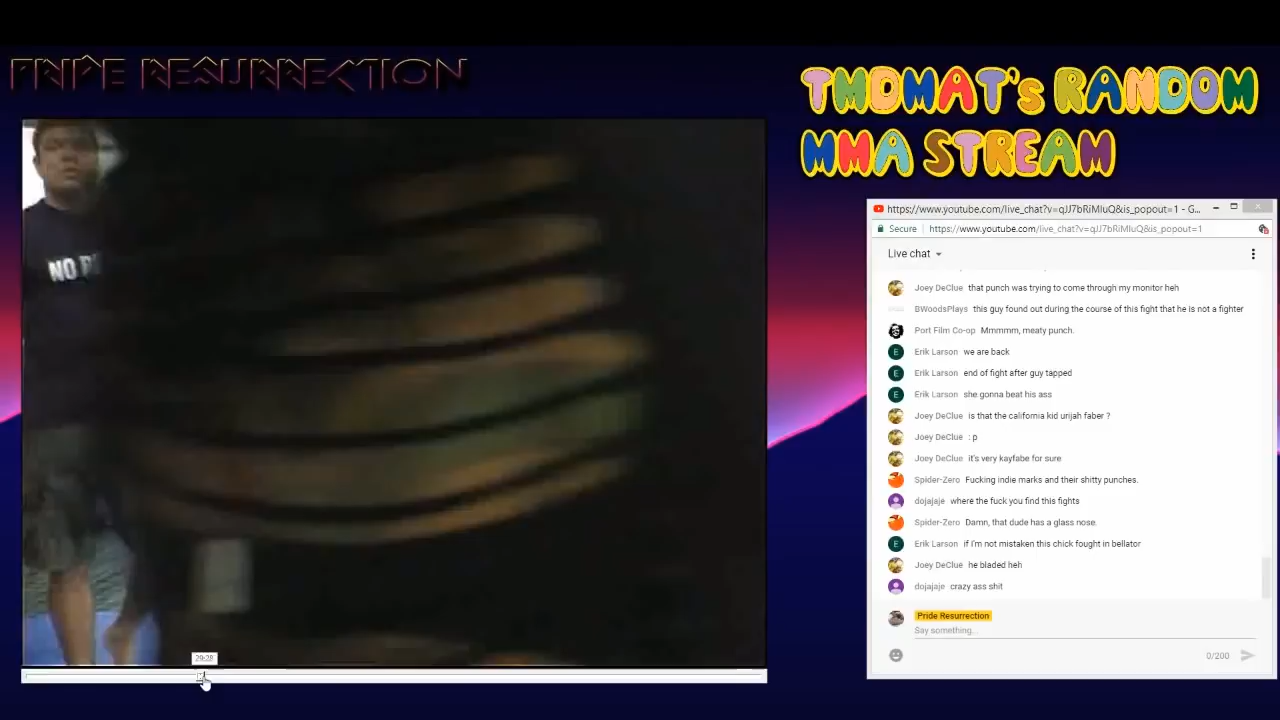 PRIDE RESURRECTION
TMDMAT's RANDOM
MMA STREAM
NO
https://www.youtube.com/live_chat?v=qJJ7bRiMIuQ&is_popout=1 - G...
Secure https://www.youtube.com/live_chat?v=qJJ7bRiMIuQ&is_popout=1
Live chat
Joey DeClue that punch was trying to come through my monitor heh
BWoodsPlays this guy found out during the course of this fight that he is not a fighter
Port Film Co-op Mmmmm, meaty punch.
Erik Larson we are back
Erik Larson end of fight after guy tapped
Erik Larson she gonna beat his ass
Joey DeClue is that the california kid urijah faber ?
Joey DeClue : p
Joey DeClue it's very kayfabe for sure
Spider-Zero Fucking indie marks and their shitty punches.
dojajaje where the fuck you find this fights
Spider-Zero Damn, that dude has a glass nose.
Erik Larson if I'm not mistaken this chick fought in bellator
Joey DeClue he bladed heh
dojajaje crazy ass shit
Pride Resurrection
Say something...
0/200
29:28